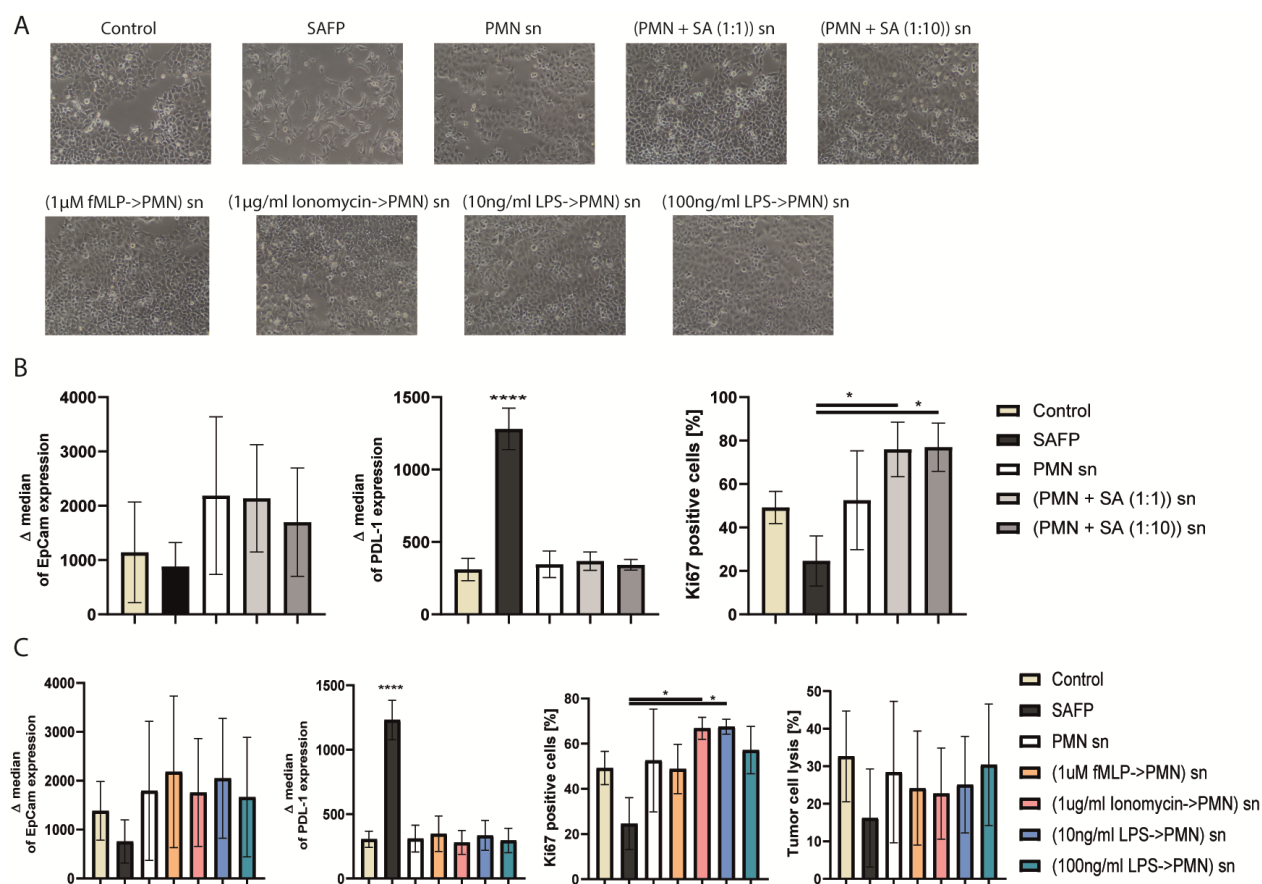 A
Control SAFP PMN sn (PMN + SA (1:1)) sn (PMN + SA (1:10)) sn
(1µM fMLP->PMN) sn (1µg/ml Ionomycin->PMN) sn (10ng/ml LPS->PMN) sn (100ng/ml LPS->PMN) sn
B
Δ median
of EpCam expression
4000
3000
2000
1000
0
Δ median
of PDL-1 expression
1500
1000
500
0
****
Ki67 positive cells [%]
100
80
60
40
20
0
*
*
Control
SAFP
PMN sn
(PMN + SA (1:1)) sn
(PMN + SA (1:10)) sn
C
Δ median
of EpCam expression
4000
3000
2000
1000
0
Δ median
of PDL-1 expression
1500
1000
500
0
****
Ki67 positive cells [%]
80
60
40
20
0
*
*
Tumor cell lysis [%]
50
40
30
20
10
0
Control
SAFP
PMN sn
(1uM fMLP->PMN) sn
(1ug/ml Ionomycin->PMN) sn
(10ng/ml LPS->PMN) sn
(100ng/ml LPS->PMN) sn